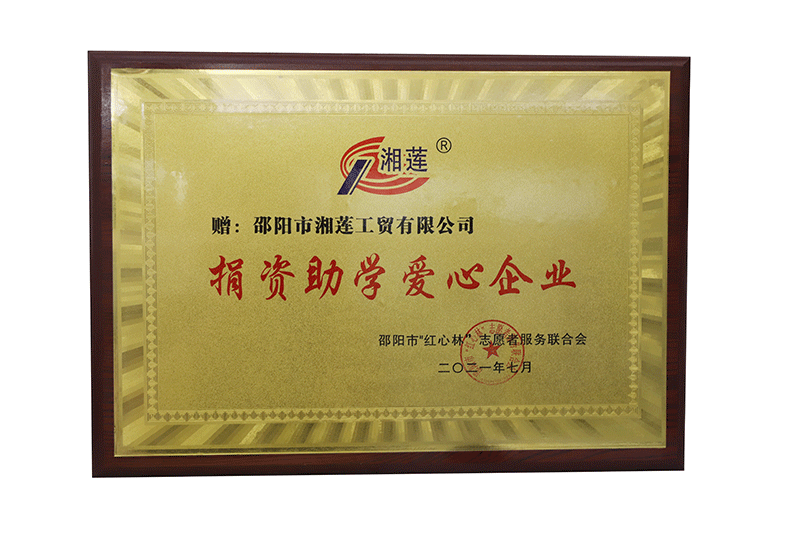 湘莲®
赠：邵阳市湘莲工贸有限公司
捐资助学爱心企业
邵阳市"红心林"志愿者服务联合会
二〇二一年七月